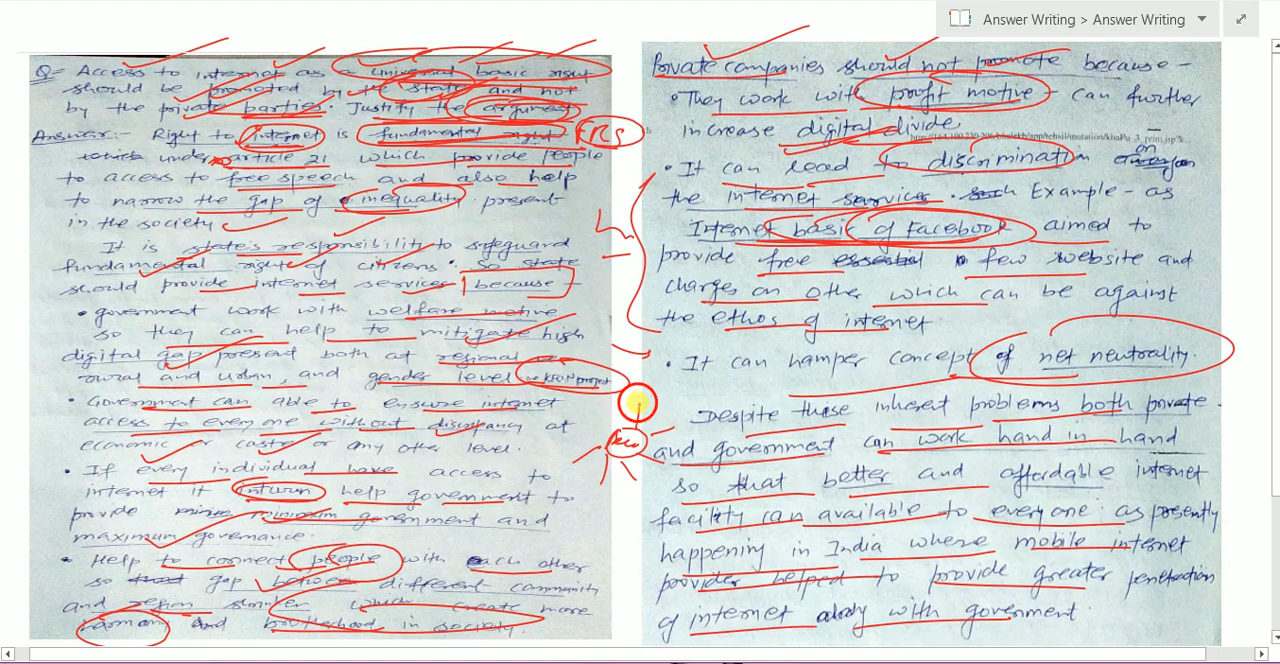 Answer Writing > Answer Writing
Q- Access to internet as a universal basic right
should be promoted by the state and not
by the private parties. Justify the argument
Answer:- Right to internet is fundamental right FRs
under article 21 which provide people
to access to free speech and also help
to narrow the gap of inequality present
in the society
It is state's responsibility to safeguard
fundamental right of citizens. So state
should provide internet services because -
• government work with welfare motive
so they can help to mitigate high
digital gap present both at regional
rural and urban, and gender level
• Government can able to ensure internet
access to every one without discrepancy at
economic or caste or any other level.
• If every individual have access to
internet it inturn help government to
provide minimum government and
maximum governance.
• Help to connect people with each other
so that gap between different community
and region which create more
harmony and brotherhood in society.
Private companies should not promote because -
• They work with profit motive - can further
increase digital divide
• It can lead to discrimination on
the internet services. Example - as
Internet basic of Facebook aimed to
provide free essential few website and
charges on other which can be against
the ethos of internet
• It can hamper concept of net neutrality.
Despite these inherent problems both private
and government can work hand in hand
so that better and affordable internet
facility can available to every one as presently
happening in India where mobile internet
provider helped to provide greater penetration
of internet with goverment.